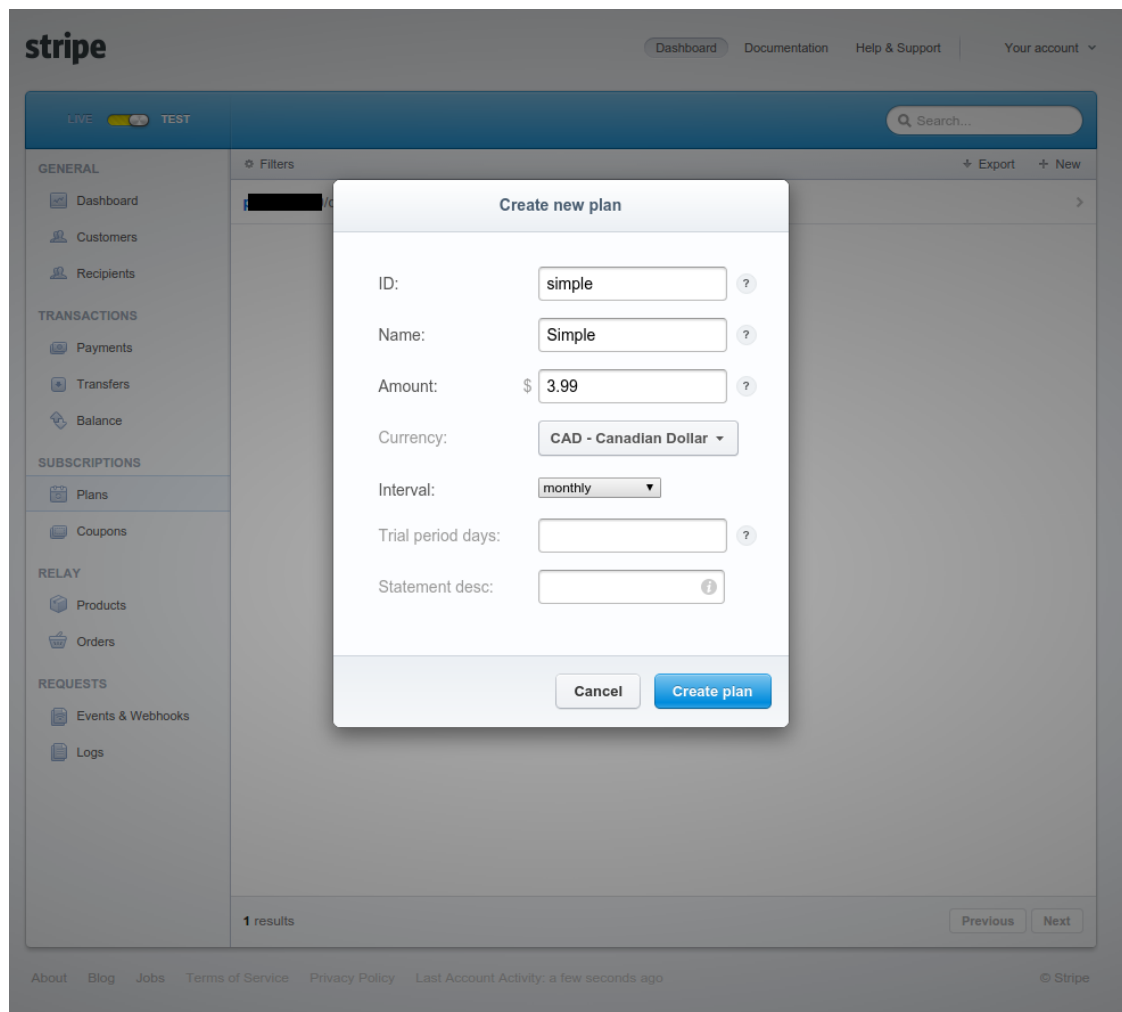 stripe
Dashboard Documentation Help & Support Your account
LIVE TEST
Search...
GENERAL
Dashboard
Customers
Recipients
TRANSACTIONS
Payments
Transfers
Balance
SUBSCRIPTIONS
Plans
Coupons
RELAY
Products
Orders
REQUESTS
Events & Webhooks
Logs
Filters Export New
Create new plan
ID: simple ?
Name: Simple ?
Amount: $ 3.99 ?
Currency: CAD - Canadian Dollar
Interval: monthly
Trial period days: ?
Statement desc: i
Cancel Create plan
1 results Previous Next
About Blog Jobs Terms of Service Privacy Policy Last Account Activity: a few seconds ago © Stripe